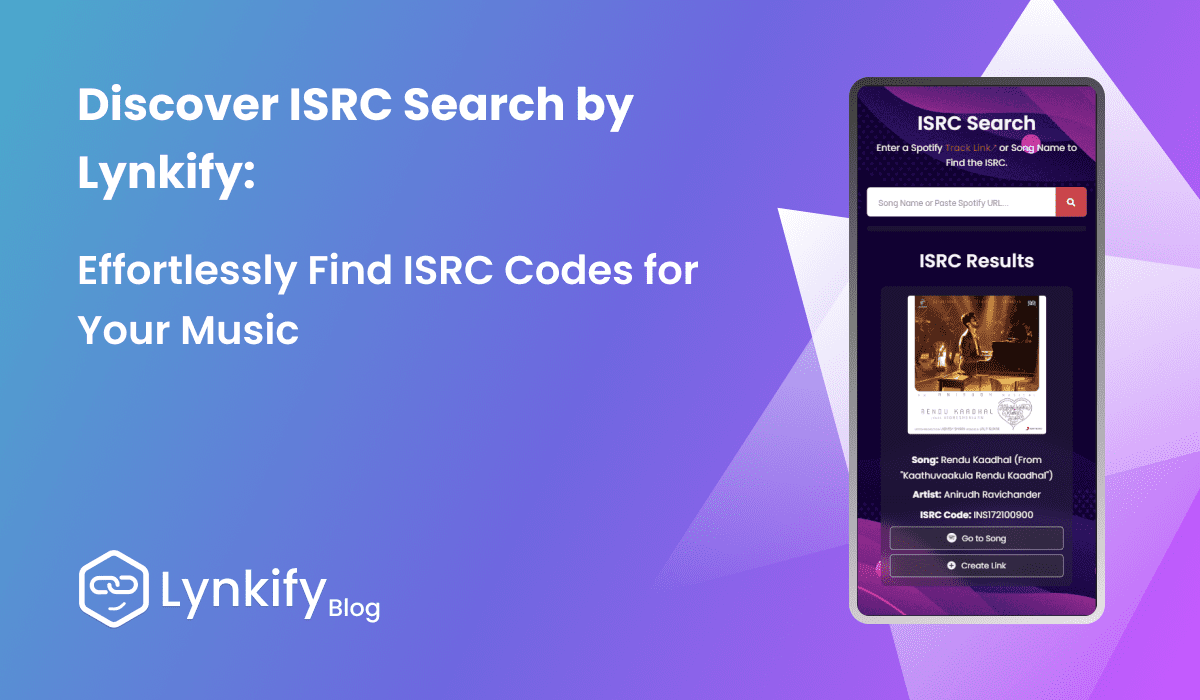 Discover ISRC Search by
Lynkify:
Effortlessly Find ISRC Codes for
Your Music
Lynkify Blog
ISRC Search
Enter a Spotify Track Link or Song Name to
Find the ISRC.
Song Name or Paste Spotify URL...
ISRC Results
RENDU KAADHAL
Song: Rendu Kaadhal (From
"Kaathuvaakula Rendu Kaadhal")
Artist: Anirudh Ravichander
ISRC Code: INS172100900
Go to Song
Create Link